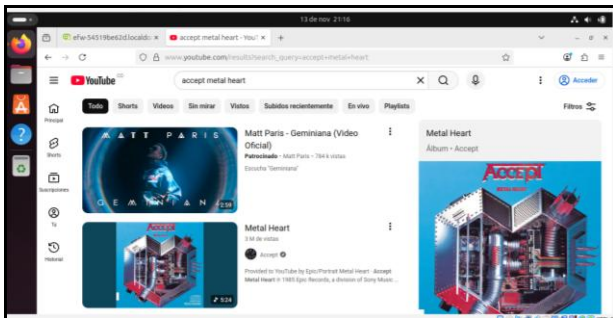 13 de nov 21:16
efw-54519be62d.localdo
accept metal heart - You
www.youtube.com/results?search_query=accept+metal+heart
YouTube
accept metal heart
Acceder
Todo
Shorts
Videos
Sin mirar
Vistos
Subidos recientemente
En vivo
Playlists
Filtros
Principal
Shorts
Suscripciones
Tú
Historial
MATT PARIS
GEMINIANA
2:59
Matt Paris - Geminiana (Video
Oficial)
Patrocinado · Matt Paris · 784 k vistas
Escucha "Geminiana"
ACCEPT
5:24
Metal Heart
3 M de vistas
Accept
Provided to YouTube by Epic/Portrait Metal Heart · Accept
Metal Heart ℗ 1985 Epic Records, a division of Sony Music ...
Metal Heart
Álbum · Accept
ACCEPT
METAL HEART